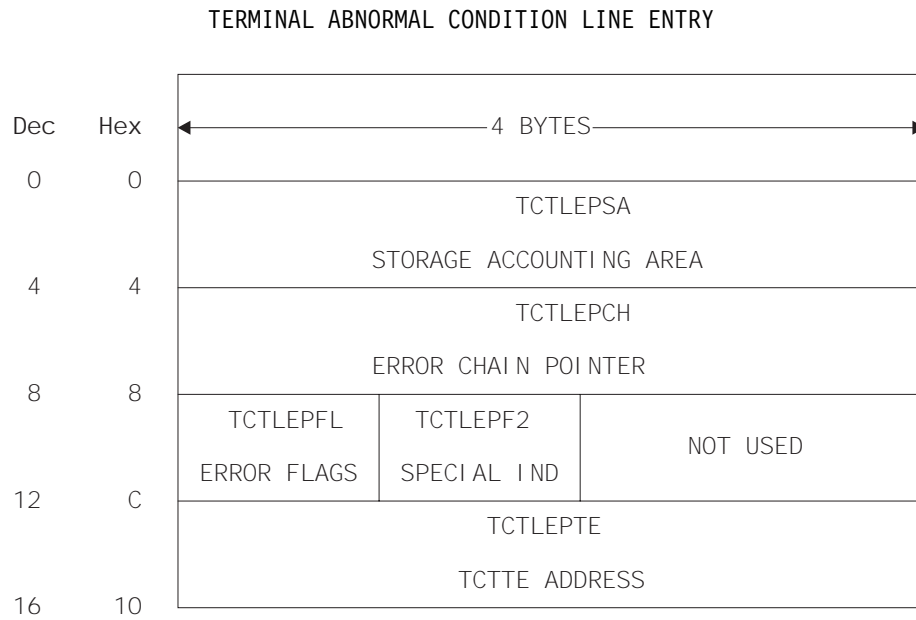 TERMINAL ABNORMAL CONDITION LINE ENTRY
Dec Hex 4 BYTES
0 0
TCTLEPSA
STORAGE ACCOUNTING AREA
4 4
TCTLEPCH
ERROR CHAIN POINTER
8 8
TCTLEPFL TCTLEPF2
NOT USED
ERROR FLAGS SPECIAL IND
12 C
TCTLEPTE
TCTTE ADDRESS
16 10